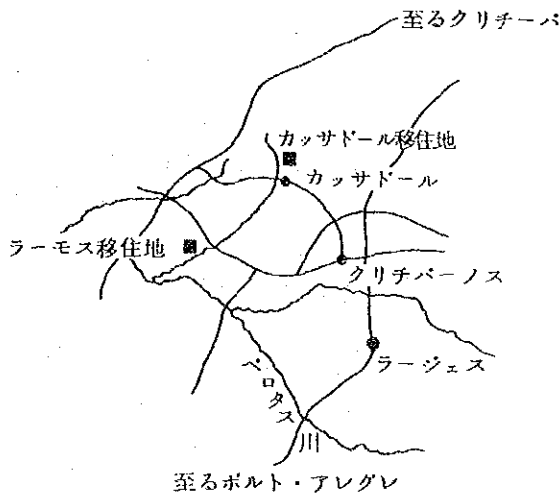 至るクリチーバ
カッサドール移住地
カッサドール
ラーモス移住地
クリチバーノス
ラージェス
ペロタス川
至るポルト・アレグレ